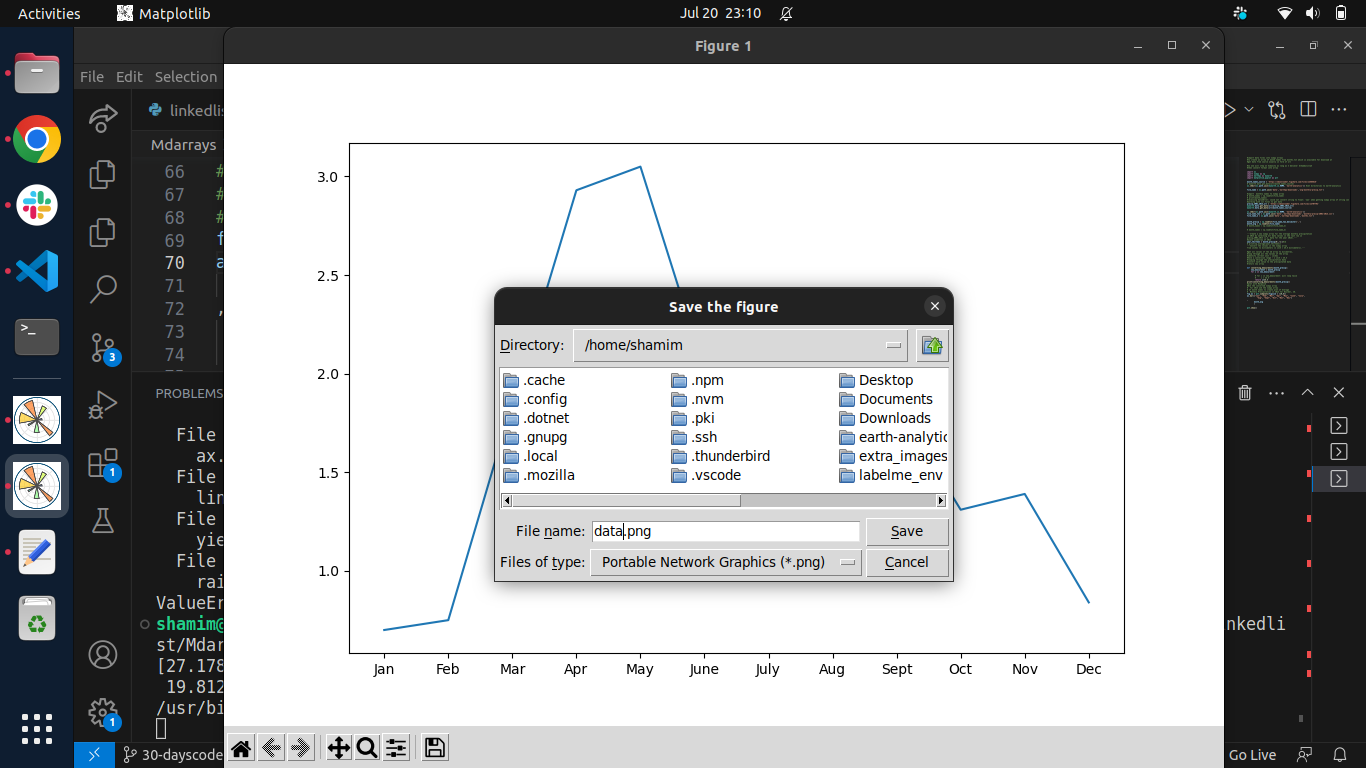 Activities
Matplotlib
Jul 20 23:10
Figure 1
File Edit Selection
linkedlis
Mdarrays
66 #
67 #
68 #
69 f
70 a
71
72 ,
73
74
PROBLEMS
File
ax.
File
lin
File
yie
File
rai
ValueEr
shamim@
st/Mdar
[27.178
19.812
/usr/bi
nkedli
3.0
2.5
2.0
1.5
1.0
Jan Feb Mar Apr May June July Aug Sept Oct Nov Dec
Save the figure
Directory: /home/shamim
.cache .npm Desktop
.config .nvm Documents
.dotnet .pki Downloads
.gnupg .ssh earth-analytic
.local .thunderbird extra_images
.mozilla .vscode labelme_env
File name: data.png Save
Files of type: Portable Network Graphics (*.png) Cancel
3
1
1
30-dayscode
Go Live